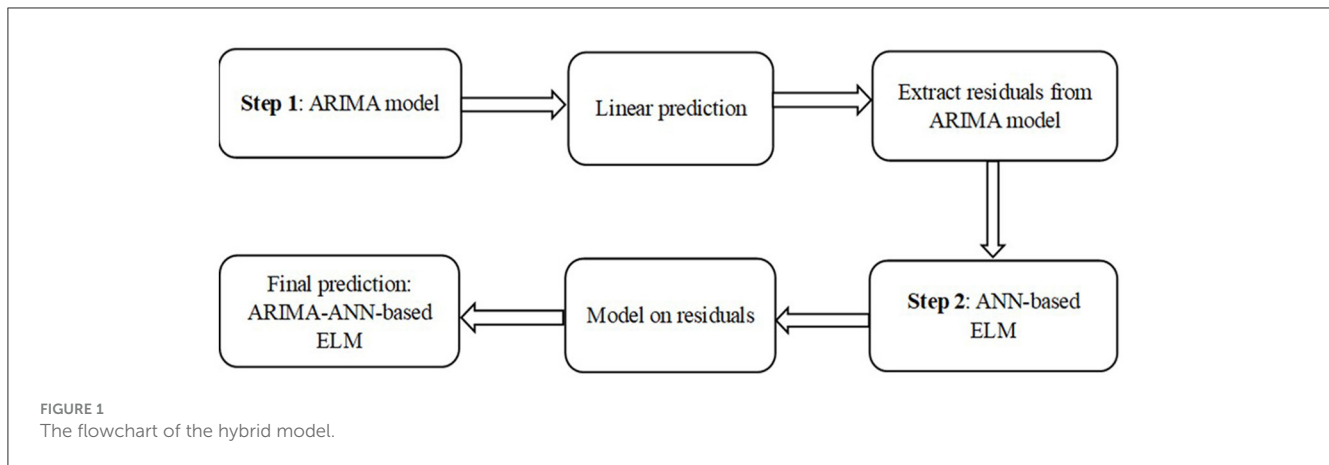 Step 1: ARIMA model
Linear prediction
Extract residuals from
ARIMA model
Step 2: ANN-based
ELM
Model on residuals
Final prediction:
ARIMA-ANN-based
ELM
FIGURE 1
The flowchart of the hybrid model.